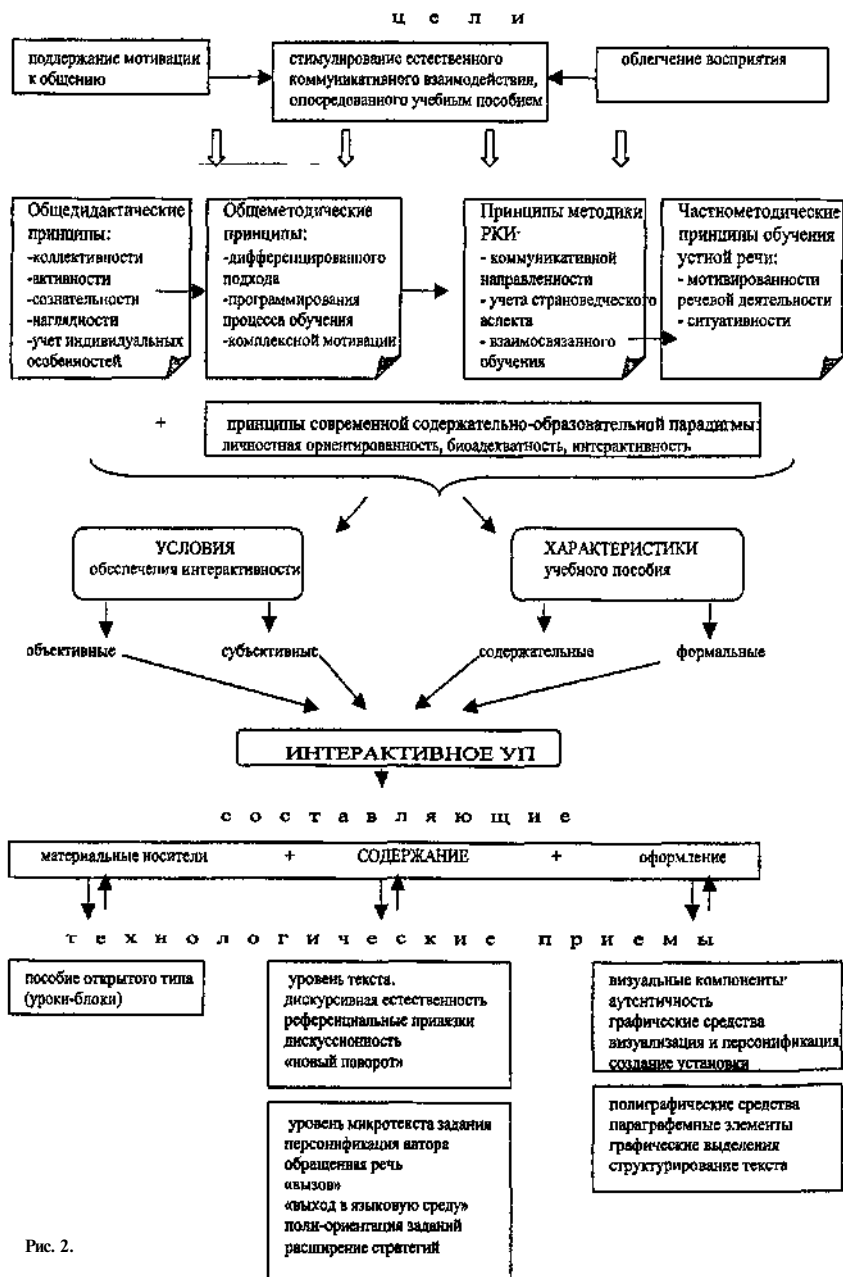 ц е л и
поддержание мотивации
к общению
стимулирование естественного
коммуникативного взаимодействия,
опосредованного учебным пособием
облегчение восприятия
Общедидактические
принципы:
-коллективности
-активности
-сознательности
-наглядности
-учет индивидуальных
особенностей
Общеметодические
принципы:
-дифференцированного
подхода
-программирования
процесса обучения
-комплексной мотивации
Принципы методики
РКИ:
- коммуникативной
направленности
- учета страноведческого
аспекта
- взаимосвязанного
обучения
Частнометодические
принципы обучения
устной речи:
- мотивированности
речевой деятельности
- ситуативности
+ принципы современной содержательно-образовательной парадигмы:
личностная ориентированность, биоадекватность, интерактивность
УСЛОВИЯ
обеспечения интерактивности
ХАРАКТЕРИСТИКИ
учебного пособия
объективные субъективные содержательные формальные
ИНТЕРАКТИВНОЕ УП
с о с т а в л я ю щ и е
материальные носители + СОДЕРЖАНИЕ + оформление
т е х н о л о г и ч е с к и е п р и е м ы
пособие открытого типа
(уроки-блоки)
уровень текста.
дискурсивная естественность
референциальные привязки
дискуссионность
«новый поворот»
визуальные компоненты:
аутентичность
графические средства
визуализация и персонификация
создание установки
уровень микротекста задания
персонификация автора
обращенная речь
«вызов»
«выход в языковую среду»
поли-ориентация заданий
расширение стратегий
полиграфические средства
параграфемные элементы
графические выделения
структурирование текста
Рис. 2.